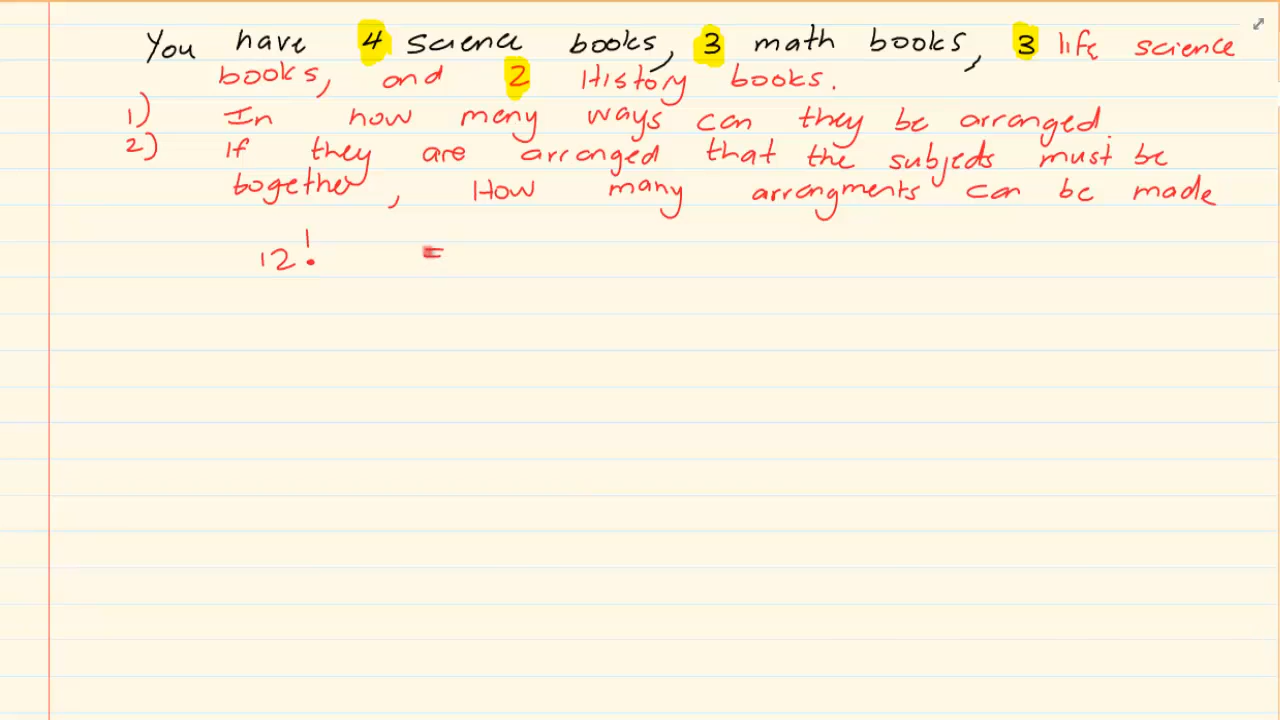 You have 4 science books, 3 math books, 3 life science
books, and 2 History books.
1) In how meny ways can they be arranged.
2) If they are arranged that the subjects must be
together, How many arrangments can be made
12! =